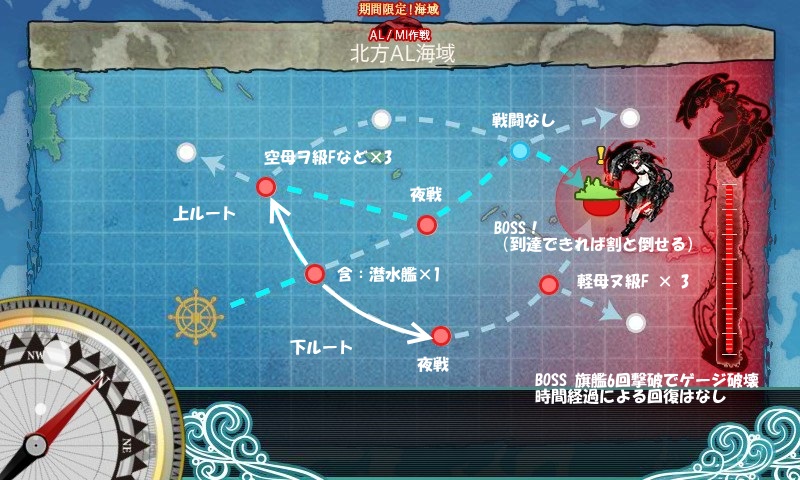 期間限定!海域
AL/MI作戦
北方AL海域
戦闘なし
空母ヲ級Fなど×3
夜戦
上ルート
BOSS!
(到達できれば割と倒せる)
含:潜水艦×1
軽母ヌ級F × 3
下ルート
夜戦
BOSS 旗艦6回撃破でゲージ破壊
時間経過による回復はなし
NW
N
NE
!